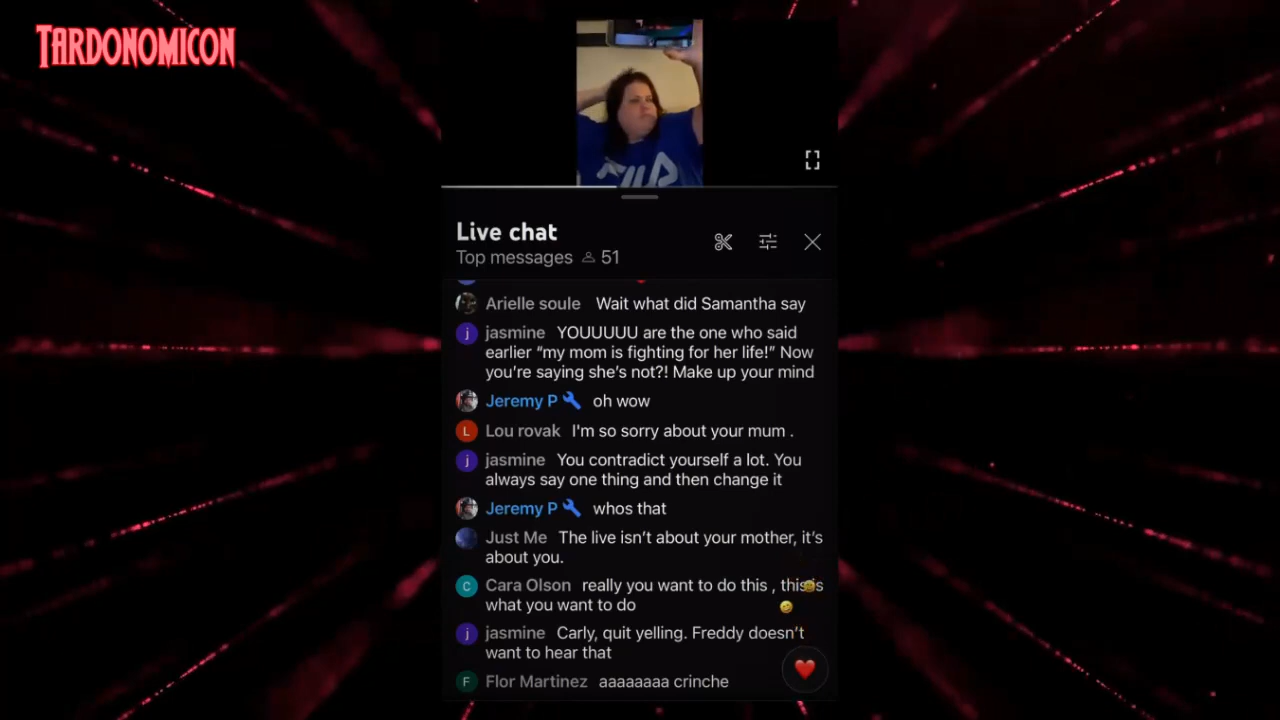 TARDONOMICON
FILA
Live chat
Top messages 51
Arielle soule Wait what did Samantha say
j jasmine YOUUUUU are the one who said
earlier “my mom is fighting for her life!” Now
you’re saying she’s not?! Make up your mind
Jeremy P oh wow
L Lou rovak I'm so sorry about your mum .
j jasmine You contradict yourself a lot. You
always say one thing and then change it
Jeremy P whos that
Just Me The live isn’t about your mother, it’s
about you.
C Cara Olson really you want to do this , this is
what you want to do
j jasmine Carly, quit yelling. Freddy doesn’t
want to hear that
F Flor Martinez aaaaaaaa crinche